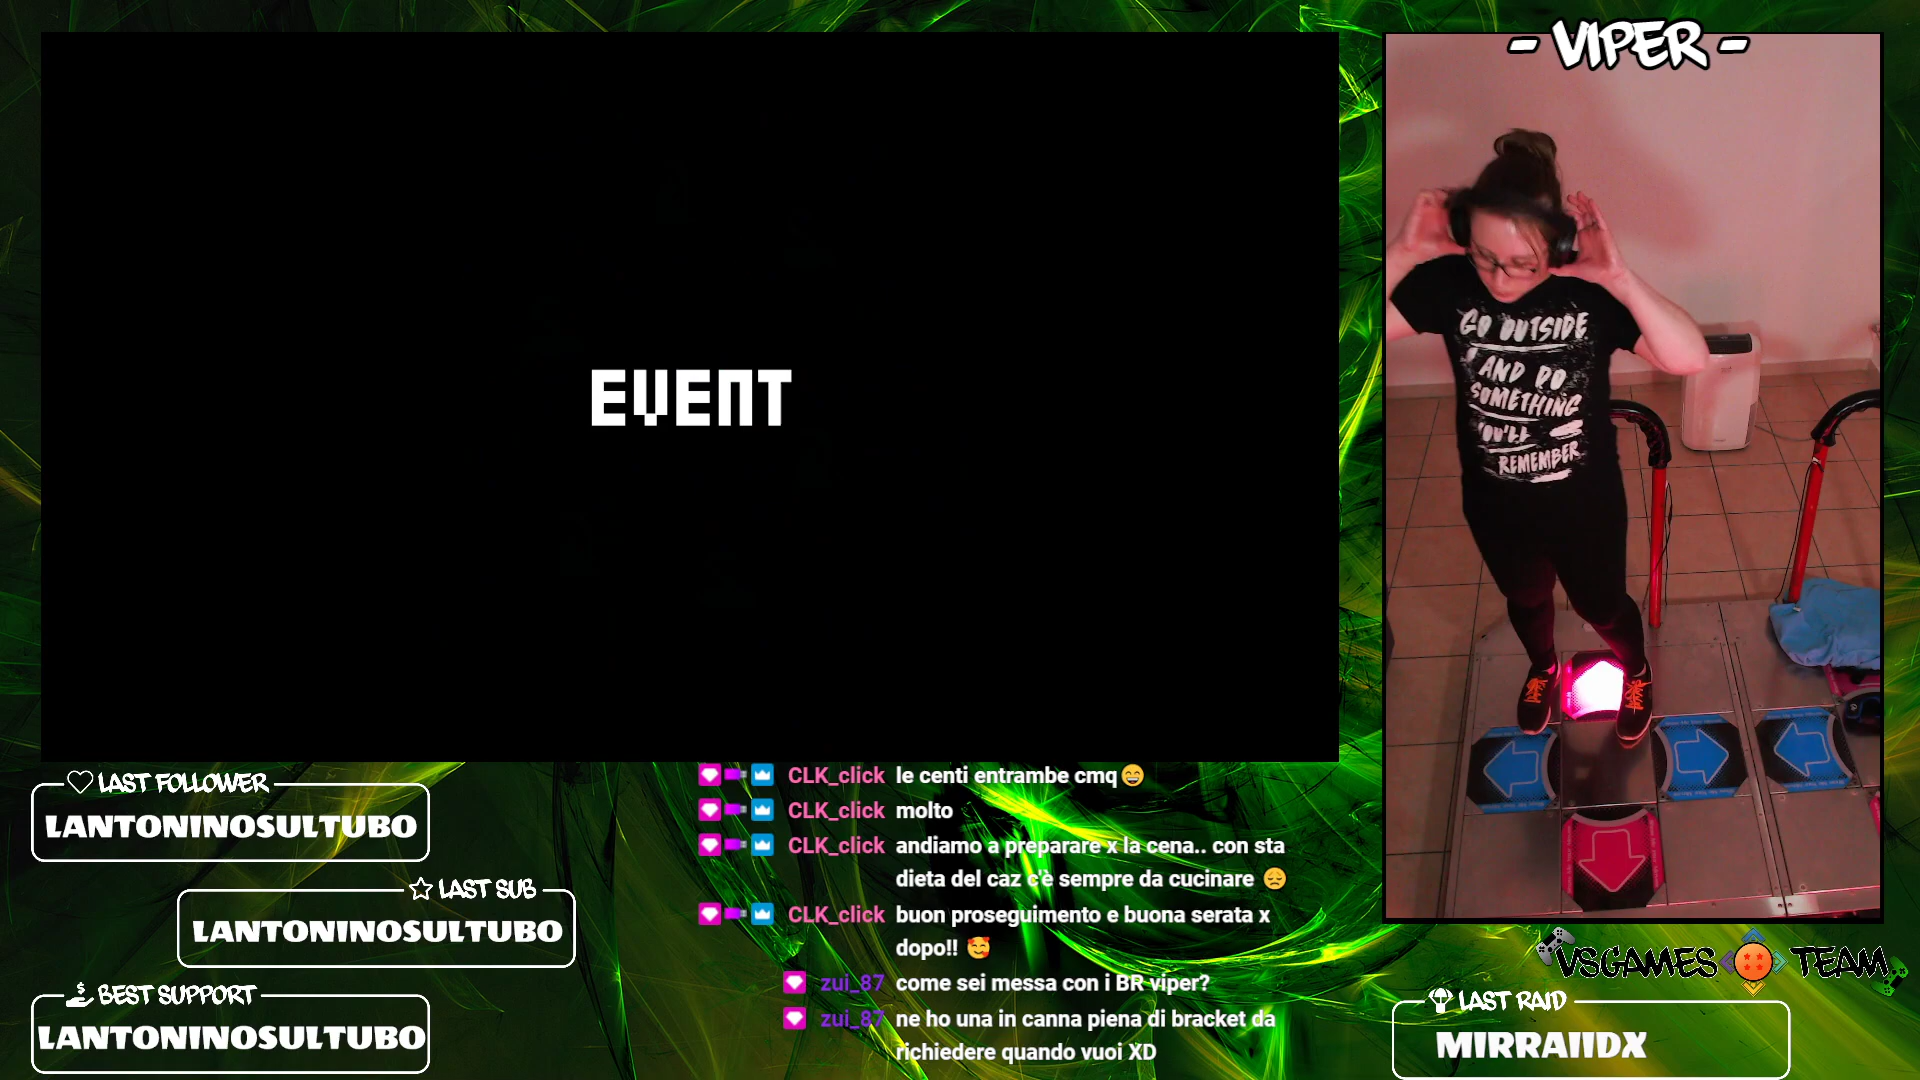 - VIPER -
EVENT
GO OUTSIDE
AND DO
SOMETHING
YOU'LL
REMEMBER
LAST FOLLOWER
LANTONINOSULTUBO
LAST SUB
LANTONINOSULTUBO
BEST SUPPORT
LANTONINOSULTUBO
CLK_click le centi entrambe cmq😁
CLK_click molto
CLK_click andiamo a preparare x la cena.. con sta
dieta del caz c'è sempre da cucinare 😞
CLK_click buon proseguimento e buona serata x
dopo!! 🥰
zui_87 come sei messa con i BR viper?
zui_87 ne ho una in canna piena di bracket da
richiedere quando vuoi XD
VSGAMES TEAM
LAST RAID
MIRRAIIDX